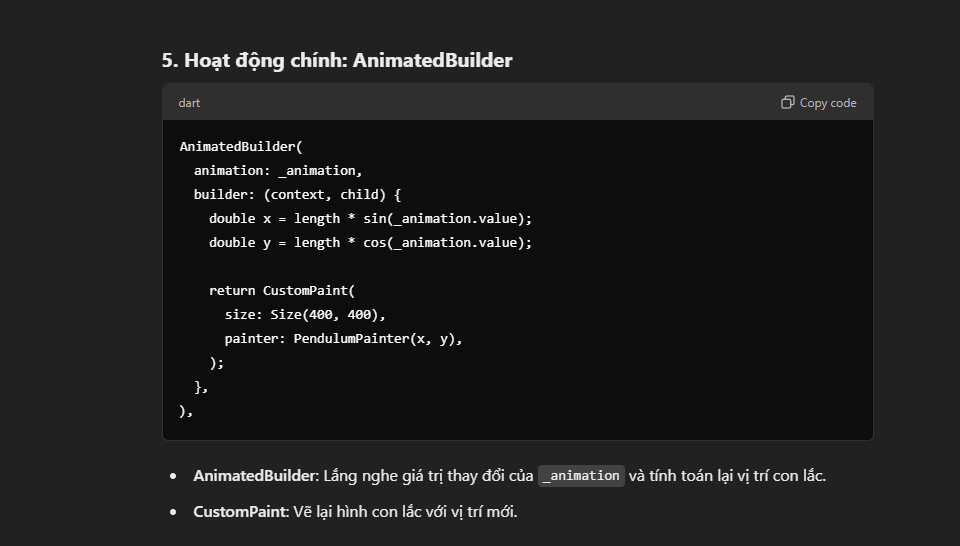 5. Hoạt động chính: AnimatedBuilder
dart
Copy code
AnimatedBuilder(
  animation: _animation,
  builder: (context, child) {
    double x = length * sin(_animation.value);
    double y = length * cos(_animation.value);

    return CustomPaint(
      size: Size(400, 400),
      painter: PendulumPainter(x, y),
    );
  },
),
• AnimatedBuilder: Lắng nghe giá trị thay đổi của _animation và tính toán lại vị trí con lắc.
• CustomPaint: Vẽ lại hình con lắc với vị trí mới.